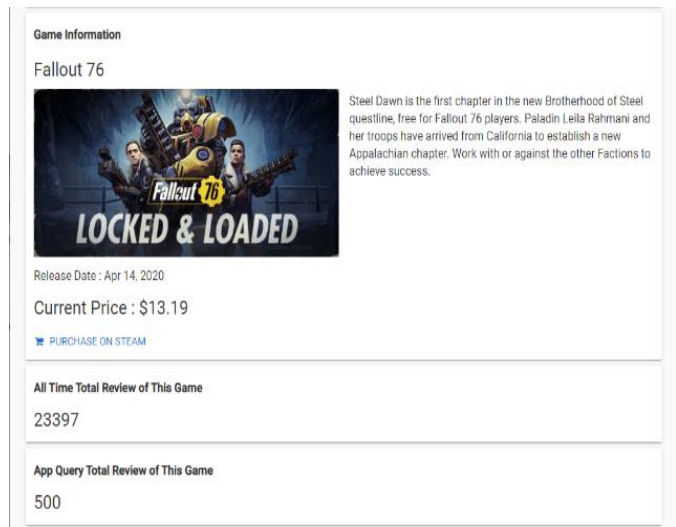 Game Information
Fallout 76
Steel Dawn is the first chapter in the new Brotherhood of Steel
questline, free for Fallout 76 players. Paladin Leila Rahmani and
her troops have arrived from California to establish a new
Appalachian chapter. Work with or against the other Factions to
achieve success.
Fallout 76
LOCKED & LOADED
Release Date : Apr 14, 2020
Current Price : $13.19
PURCHASE ON STEAM
All Time Total Review of This Game
23397
App Query Total Review of This Game
500